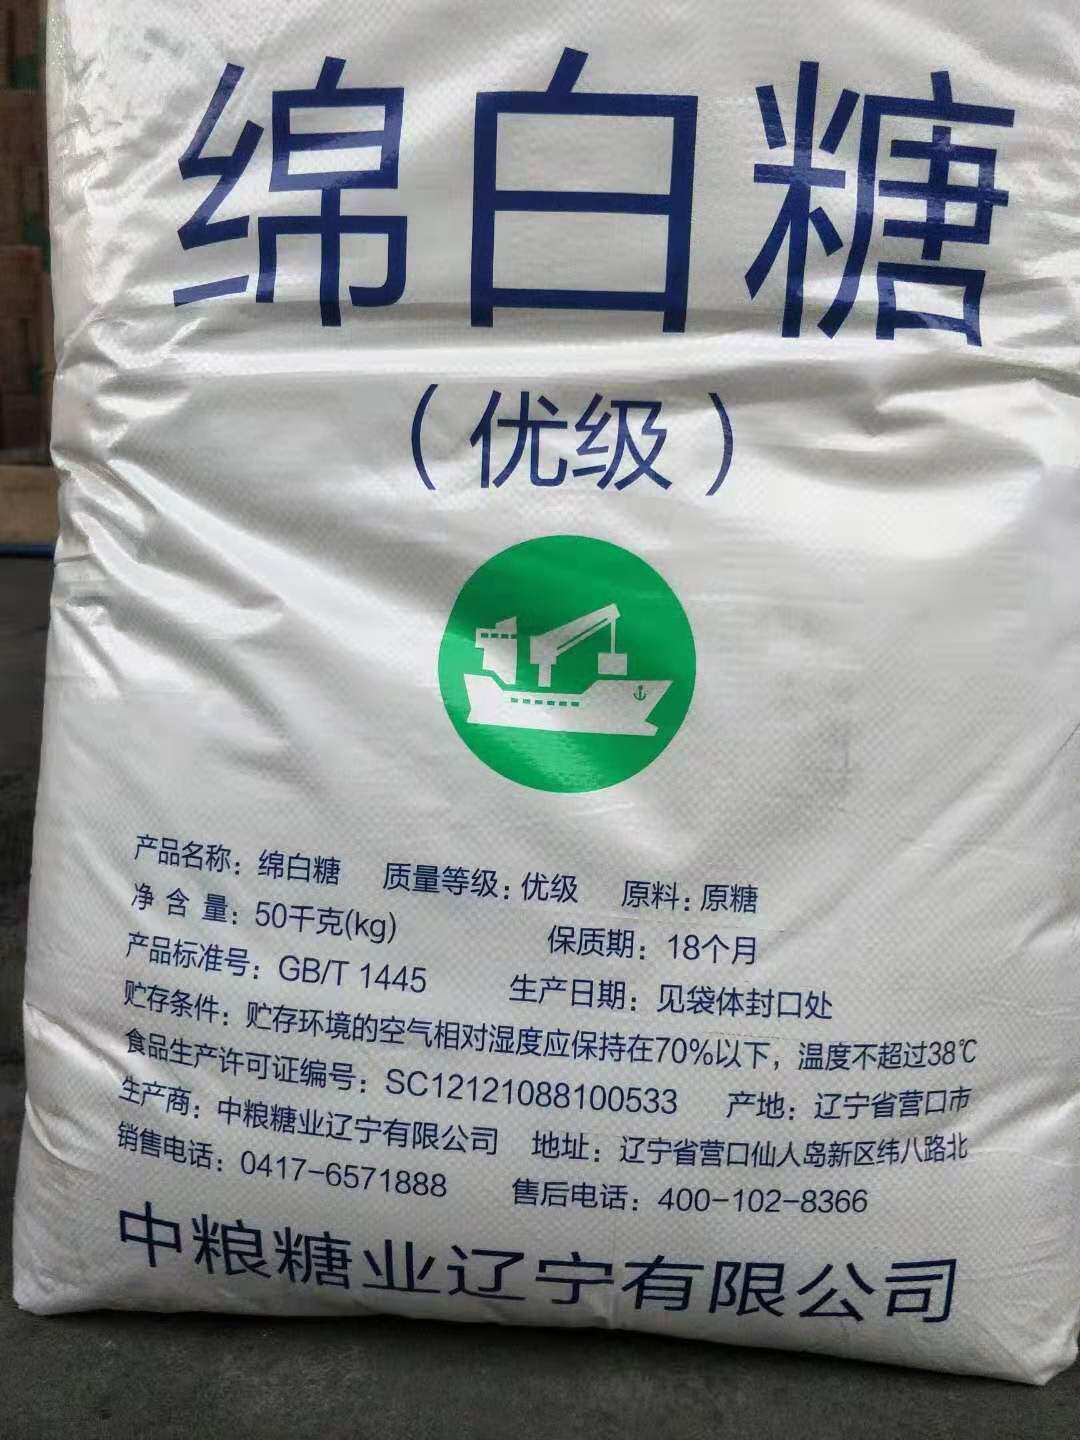 绵白糖
（优级）
产品名称：绵白糖 质量等级：优级 原料：原糖
净含量：50千克(kg) 保质期：18个月
产品标准号：GB/T 1445 生产日期：见袋体封口处
贮存条件：贮存环境的空气相对湿度应保持在70%以下，温度不超过38℃
食品生产许可证编号：SC12121088100533 产地：辽宁省营口市
生产商：中粮糖业辽宁有限公司 地址：辽宁省营口仙人岛新区纬八路北
销售电话：0417-6571888 售后电话：400-102-8366
中粮糖业辽宁有限公司